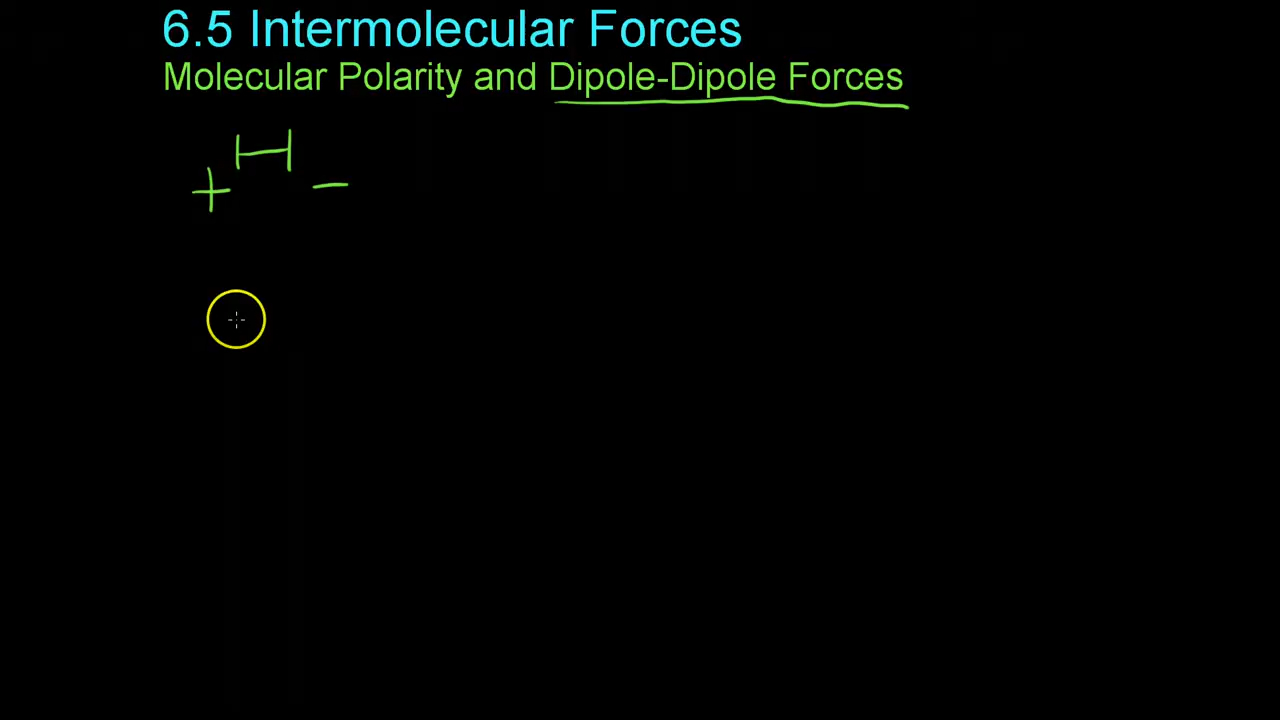 6.5 Intermolecular Forces
Molecular Polarity and Dipole-Dipole Forces
H
+ −